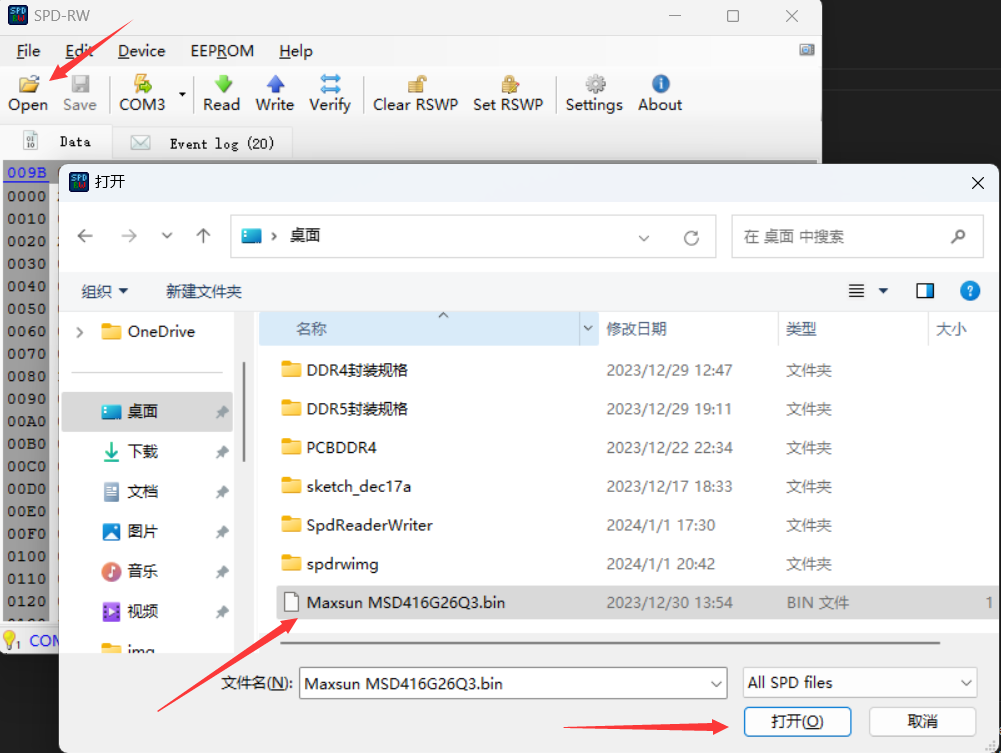 SPD-RW
File Edit Device EEPROM Help
Open Save COM3 Read Write Verify Clear RSWP Set RSWP Settings About
Data Event log (20)
009B
SPD RW 打开
0000
0010
桌面 在 桌面 中搜索
0020
0030
0040
组织 新建文件夹
0050
OneDrive 名称 修改日期 类型 大小
0060
0070
DDR4封装规格 2023/12/29 12:47 文件夹
0080
0090
桌面 DDR5封装规格 2023/12/29 19:11 文件夹
00A0
00B0
下载 PCBDDR4 2023/12/22 22:34 文件夹
00C0
00D0
文档 sketch_dec17a 2023/12/17 18:33 文件夹
00E0
00F0
图片 SpdReaderWriter 2024/1/1 17:30 文件夹
0100
0110
音乐 spdrwimg 2024/1/1 20:42 文件夹
0120
视频 Maxsun MSD416G26Q3.bin 2023/12/30 13:54 BIN 文件 1
1 COM
img
文件名(N): Maxsun MSD416G26Q3.bin All SPD files
打开(O) 取消